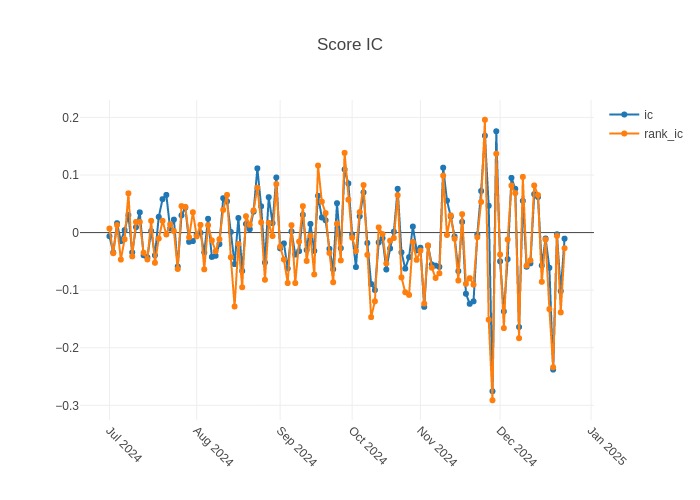 Score IC
ic
rank_ic
0.2
0.1
0
−0.1
−0.2
−0.3
Jul 2024
Aug 2024
Sep 2024
Oct 2024
Nov 2024
Dec 2024
Jan 2025